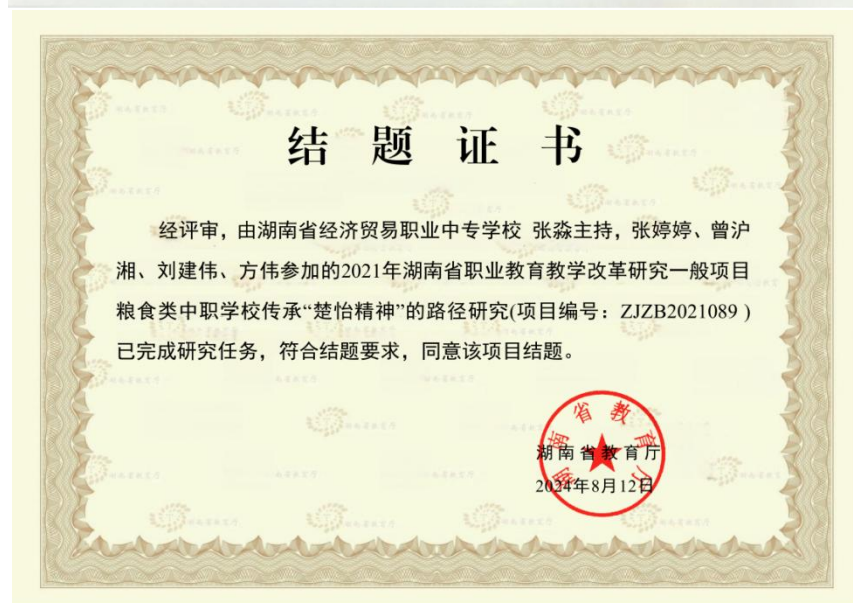 结题证书
经评审，由湖南省经济贸易职业中专学校 张淼主持，张婷婷、曾沪
湘、刘建伟、方伟参加的2021年湖南省职业教育教学改革研究一般项目
粮食类中职学校传承“楚怡精神”的路径研究(项目编号：ZJZB2021089 )
已完成研究任务，符合结题要求，同意该项目结题。
湖南省教育厅
湖南省教育厅
2024年8月12日